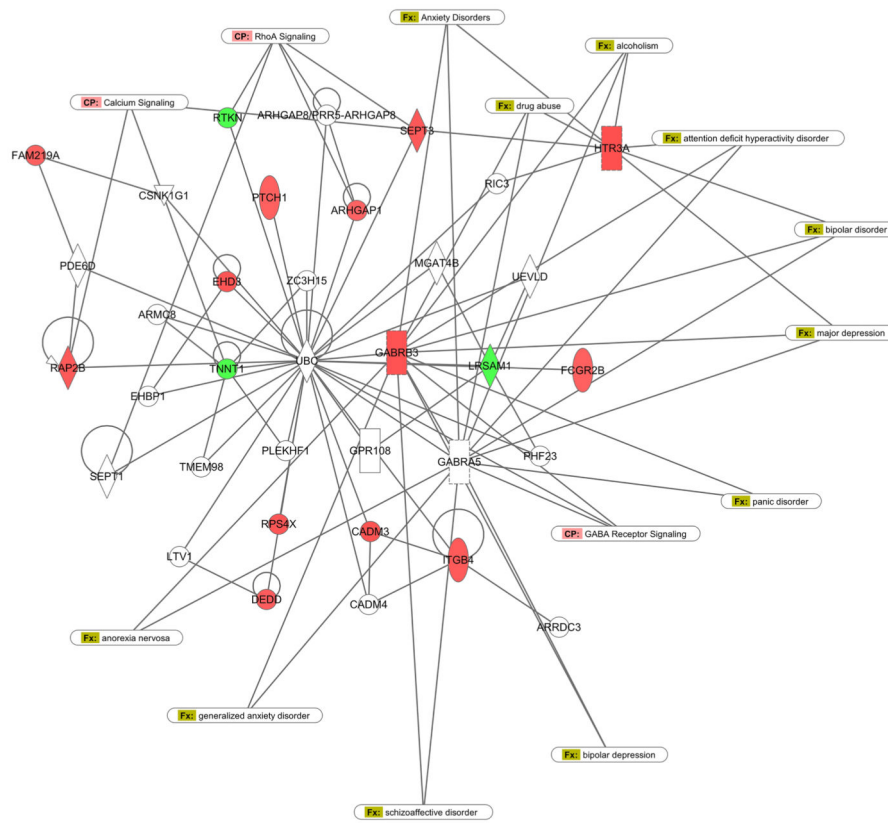 Fx: Anxiety Disorders
CP: RhoA Signaling
Fx: alcoholism
CP: Calcium Signaling
Fx: drug abuse
RTKN
ARHGAP8/PRR5-ARHGAP8
SEPT3
Fx: attention deficit hyperactivity disorder
HTR3A
FAM219A
CSNK1G1
PTCH1
ARHGAP1
RIC3
Fx: bipolar disorder
PDE6D
MGAT4B
UEVLD
EHD3
ZC3H15
ARMC8
Fx: major depression
RAP2B
TNNT1
UBC
GABRB3
LRSAM1
FCGR2B
EHBP1
PLEKHF1
GPR108
GABRA5
PHF23
SEPT1
TMEM98
Fx: panic disorder
RPS4X
CADM3
CP: GABA Receptor Signaling
LTV1
ITGB4
DEDD
CADM4
ARRDC3
Fx: anorexia nervosa
Fx: generalized anxiety disorder
Fx: bipolar depression
Fx: schizoaffective disorder